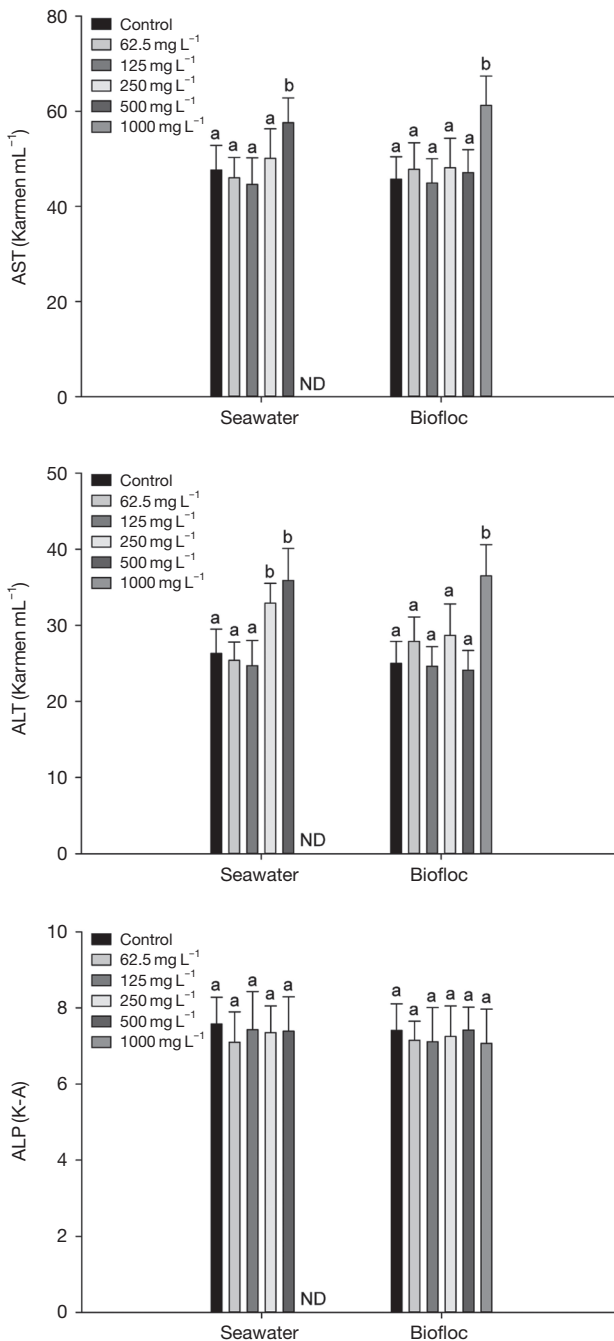 80
60
40
20
0
AST (Karmen mL⁻¹)
Control
62.5 mg L⁻¹
125 mg L⁻¹
250 mg L⁻¹
500 mg L⁻¹
1000 mg L⁻¹
a a a a b ND
a a a a a b
Seawater Biofloc
50
40
30
20
10
0
ALT (Karmen mL⁻¹)
Control
62.5 mg L⁻¹
125 mg L⁻¹
250 mg L⁻¹
500 mg L⁻¹
1000 mg L⁻¹
a a a b b ND
a a a a a b
Seawater Biofloc
10
8
6
4
2
0
ALP (K-A)
Control
62.5 mg L⁻¹
125 mg L⁻¹
250 mg L⁻¹
500 mg L⁻¹
1000 mg L⁻¹
a a a a a ND
a a a a a a
Seawater Biofloc